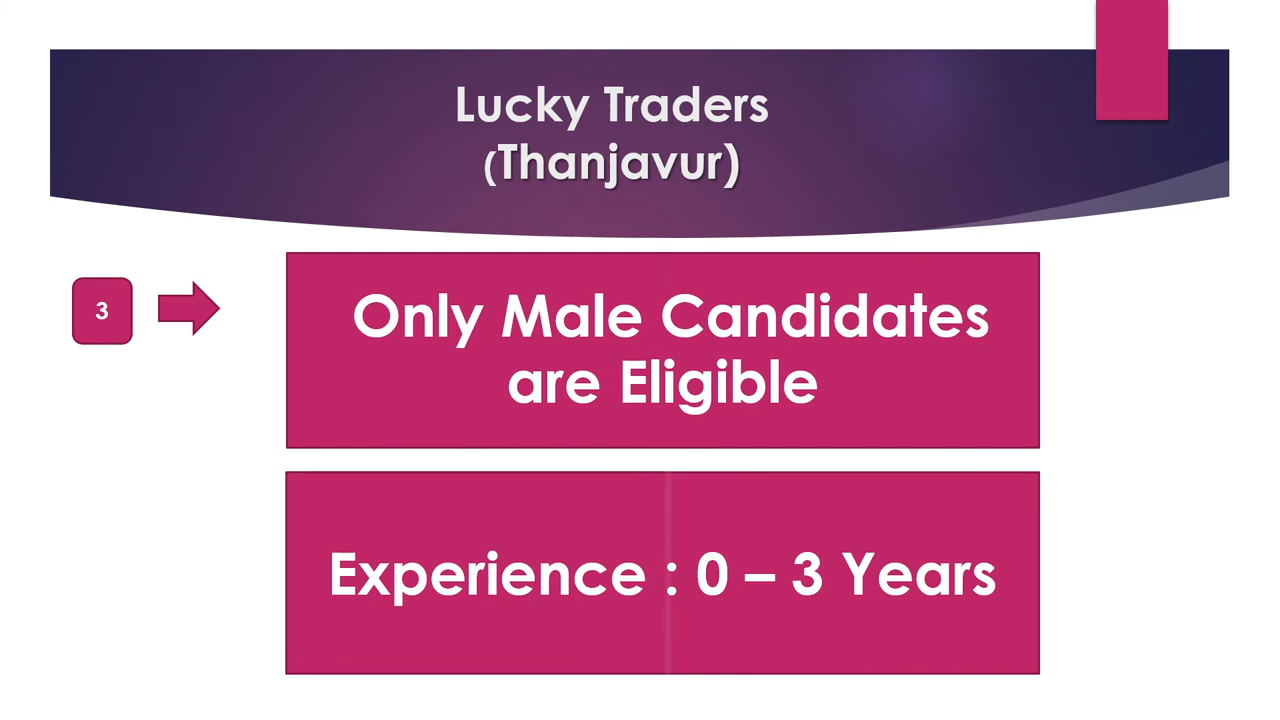 Lucky Traders
(Thanjavur)
3
Only Male Candidates
are Eligible
Experience : 0 – 3 Years